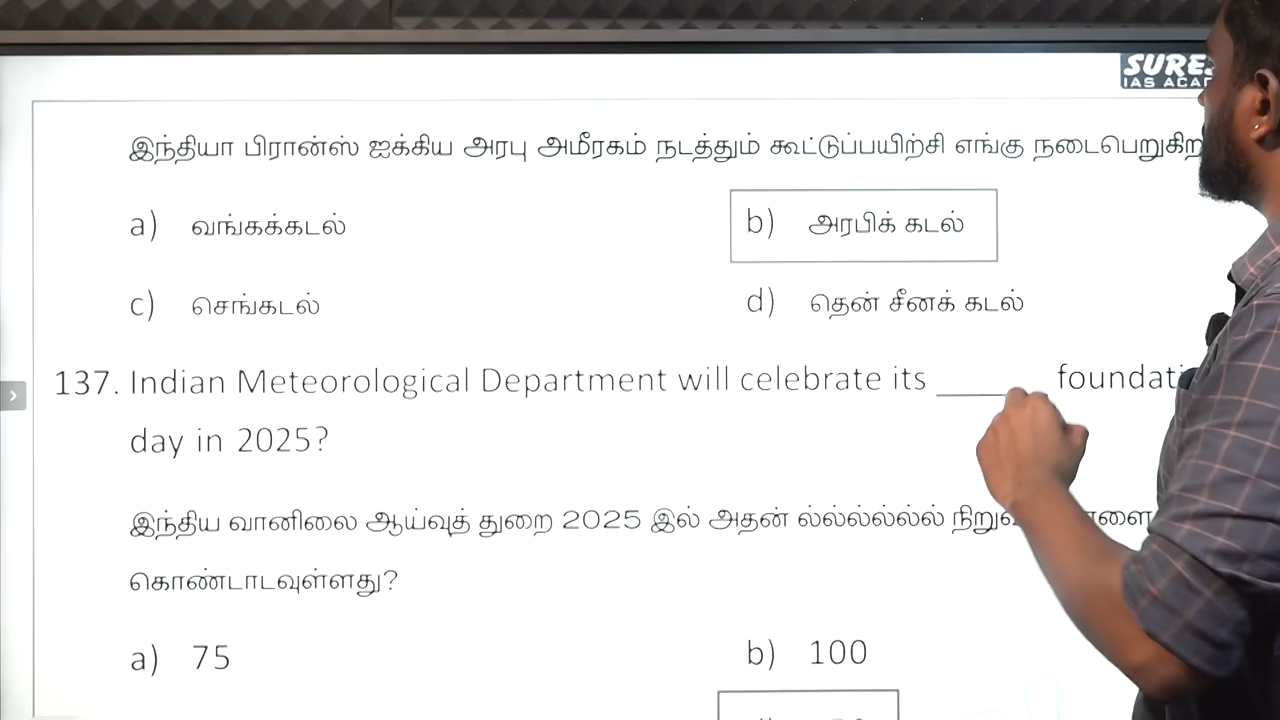 SURE
IAS ACAD
இந்தியா பிரான்ஸ் ஐக்கிய அரபு அமீரகம் நடத்தும் கூட்டுப்பயிற்சி எங்கு நடைபெறுகிற
a) வங்கக்கடல்
b) அரபிக் கடல்
c) செங்கடல்
d) தென் சீனக் கடல்
137. Indian Meteorological Department will celebrate its _____ foundati
day in 2025?
இந்திய வானிலை ஆய்வுத் துறை 2025 இல் அதன் ல்ல்ல்ல்ல்ல் நிறுவ
கொண்டாடவுள்ளது?
a) 75
b) 100